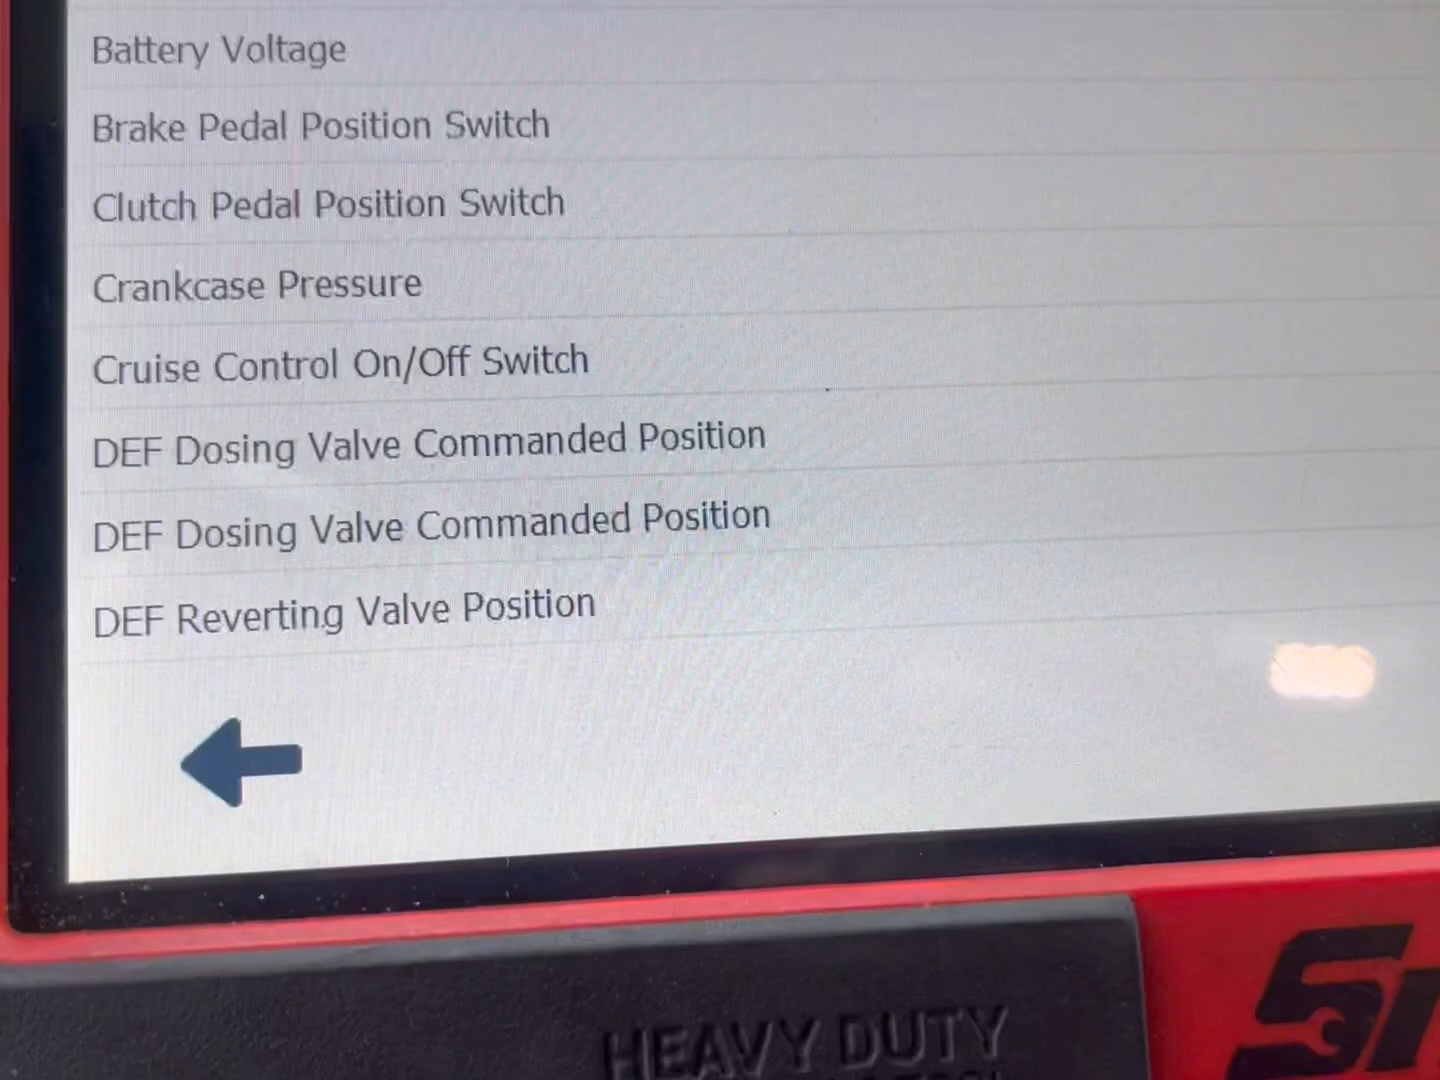 Battery Voltage
Brake Pedal Position Switch
Clutch Pedal Position Switch
Crankcase Pressure
Cruise Control On/Off Switch
DEF Dosing Valve Commanded Position
DEF Dosing Valve Commanded Position
DEF Reverting Valve Position
HEAVY DUTY